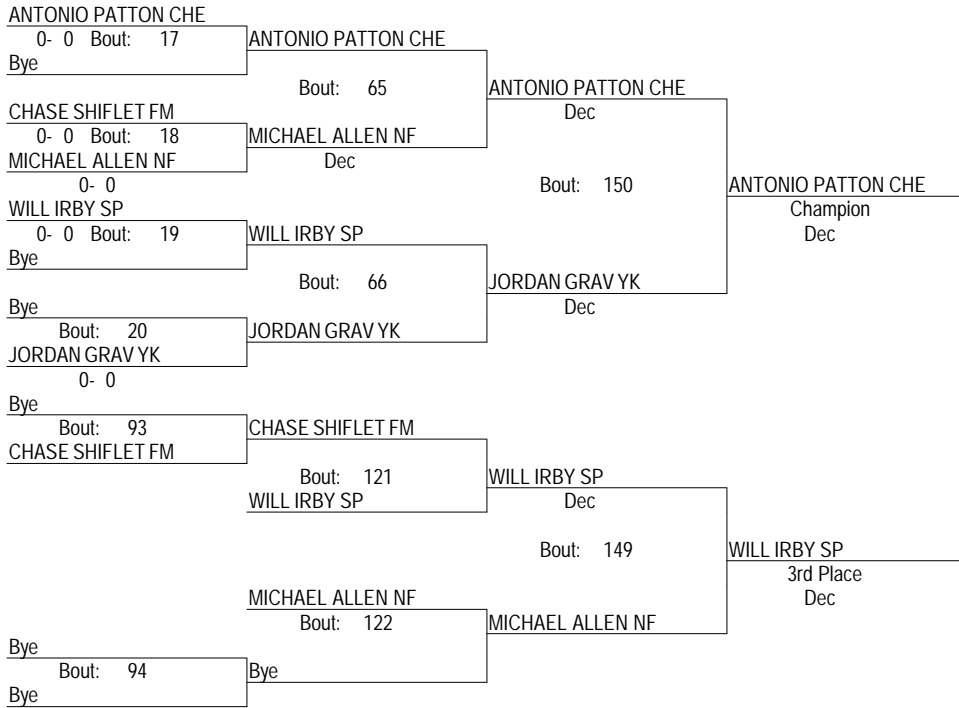 ANTONIO PATTON CHE
0- 0 Bout: 17
ANTONIO PATTON CHE
Bye
Bout: 65
ANTONIO PATTON CHE
CHASE SHIFLET FM
Dec
0- 0 Bout: 18
MICHAEL ALLEN NF
MICHAEL ALLEN NF
Dec
0- 0
Bout: 150
ANTONIO PATTON CHE
WILL IRBY SP
Champion
0- 0 Bout: 19
WILL IRBY SP
Dec
Bye
Bout: 66
JORDAN GRAV YK
Bye
Dec
Bout: 20
JORDAN GRAV YK
JORDAN GRAV YK
0- 0
Bye
Bout: 93
CHASE SHIFLET FM
CHASE SHIFLET FM
Bout: 121
WILL IRBY SP
WILL IRBY SP
Dec
Bout: 149
WILL IRBY SP
3rd Place
MICHAEL ALLEN NF
Dec
Bout: 122
MICHAEL ALLEN NF
Bye
Bout: 94
Bye
Bye